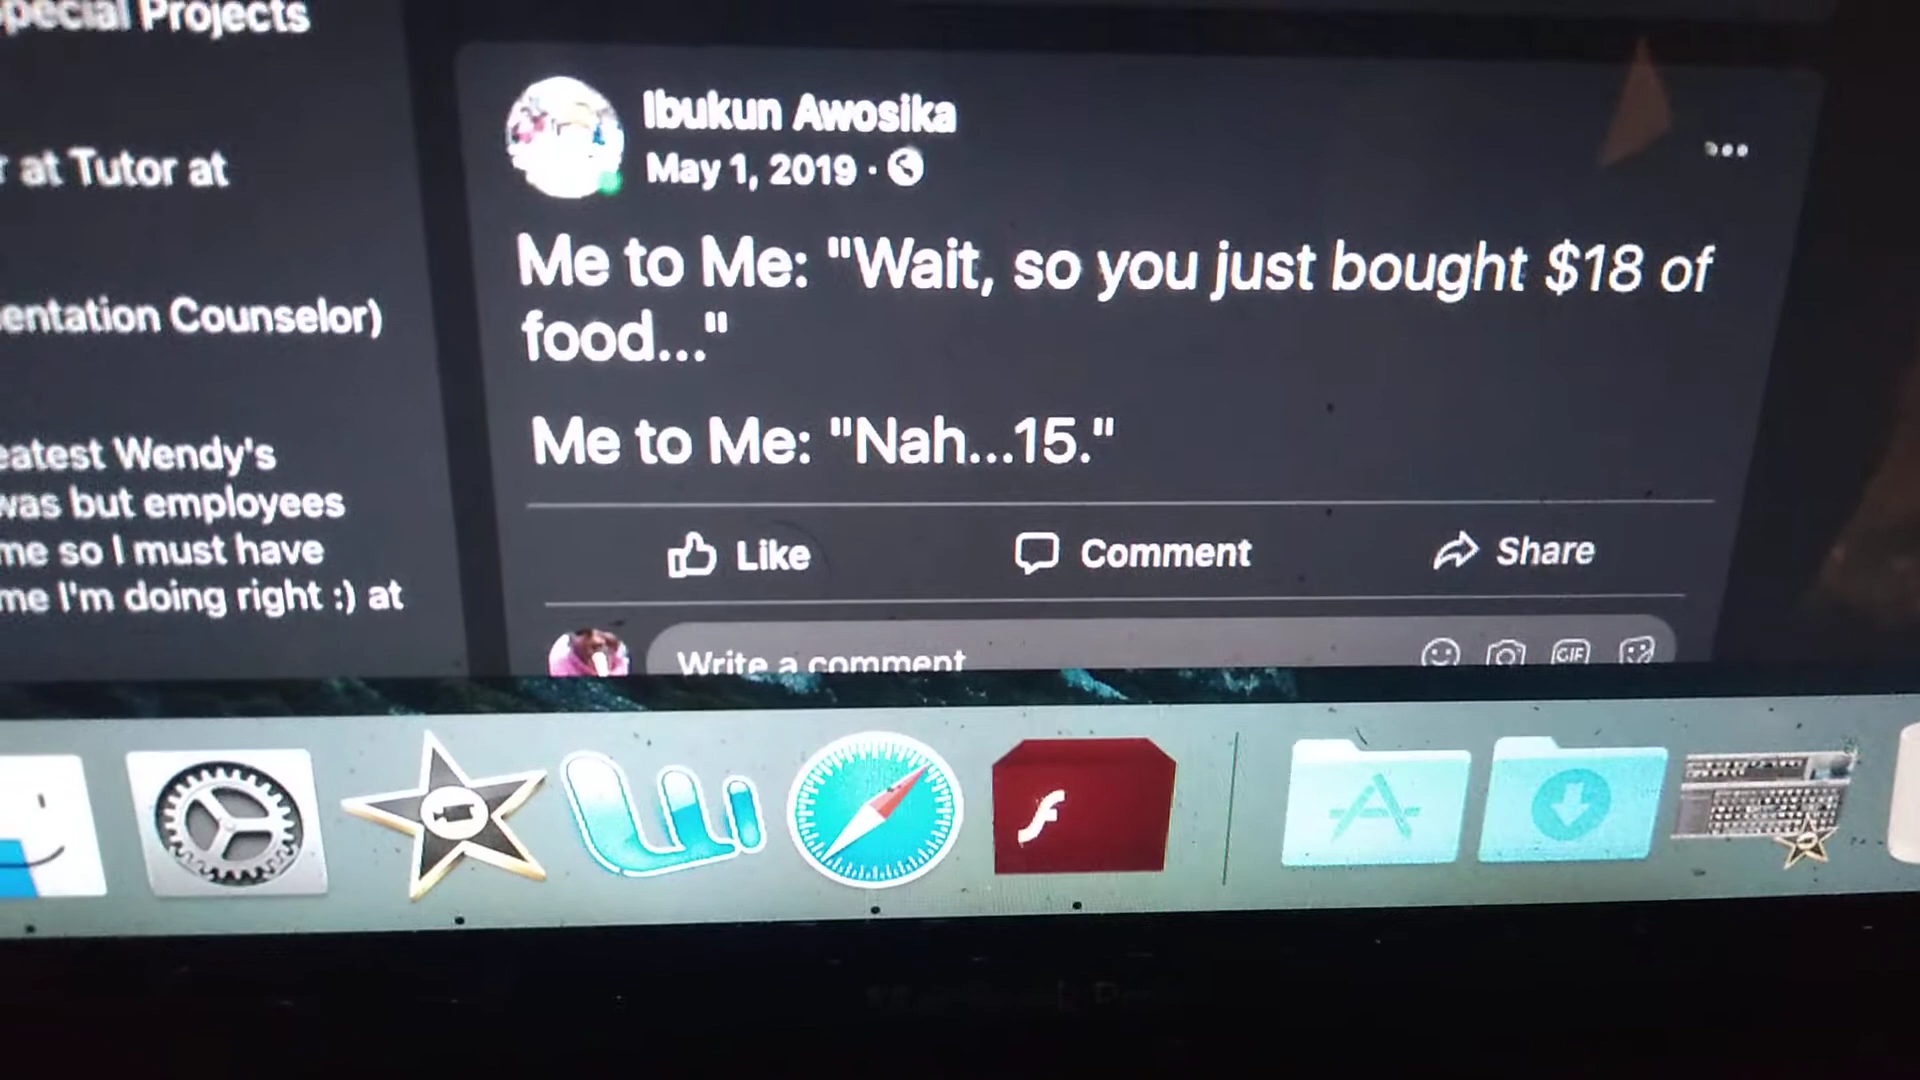 Special Projects
at Tutor at
entation Counselor)
eatest Wendy's
was but employees
me so I must have
me I'm doing right :) at
Ibukun Awosika
May 1, 2019 ·
Me to Me: "Wait, so you just bought $18 of
food..."
Me to Me: "Nah...15."
Like
Comment
Share
Write a comment
GIF